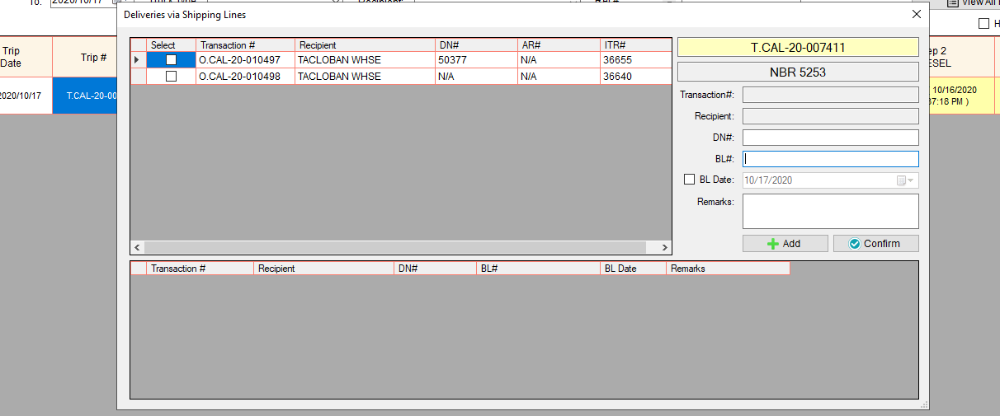 To: 2020/10/17
Deliveries via Shipping Lines
View All
Trip
Date
Trip #
2020/10/17
T.CAL-20-00
Select Transaction # Recipient DN# AR# ITR#
O.CAL-20-010497 TACLOBAN WHSE 50377 N/A 36655
O.CAL-20-010498 TACLOBAN WHSE N/A N/A 36640
T.CAL-20-007411
NBR 5253
Transaction#:
Recipient:
DN#:
BL#:
BL Date: 10/17/2020
Remarks:
Add Confirm
Transaction # Recipient DN# BL# BL Date Remarks
H
ep 2
ESEL
10/16/2020
37:18 PM )